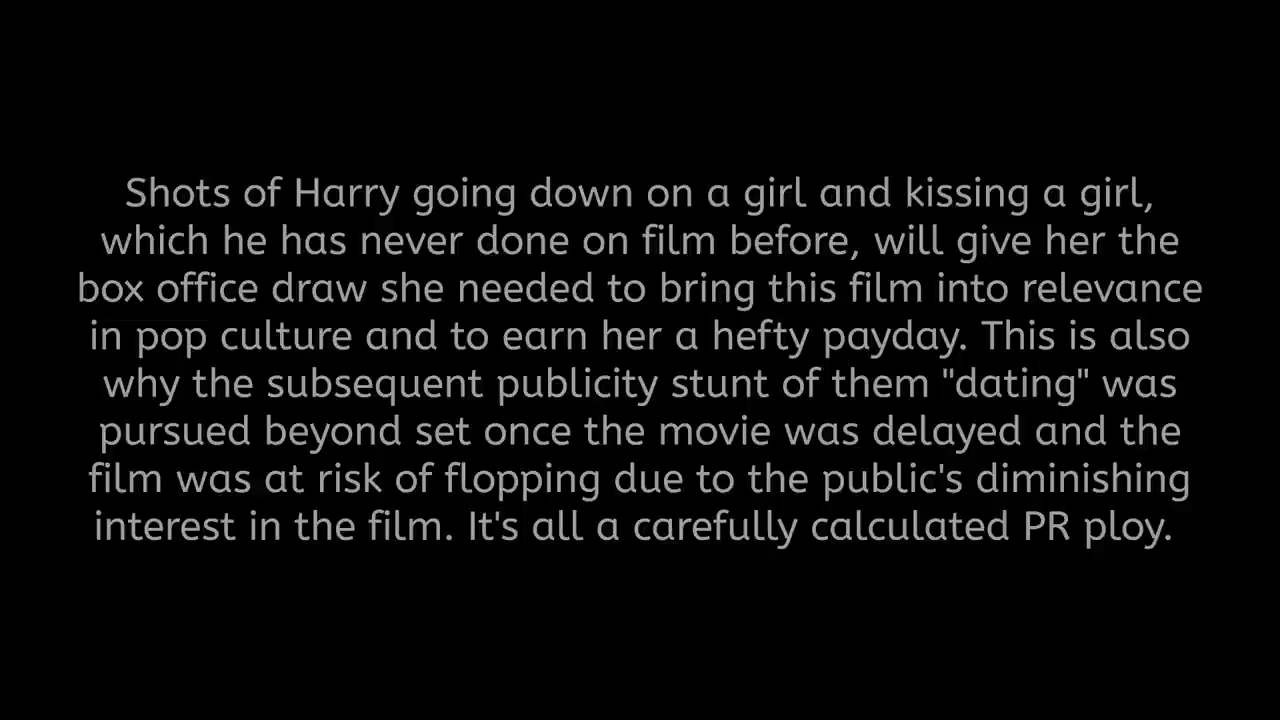 Shots of Harry going down on a girl and kissing a girl,
which he has never done on film before, will give her the
box office draw she needed to bring this film into relevance
in pop culture and to earn her a hefty payday. This is also
why the subsequent publicity stunt of them "dating" was
pursued beyond set once the movie was delayed and the
film was at risk of flopping due to the public's diminishing
interest in the film. It's all a carefully calculated PR ploy.